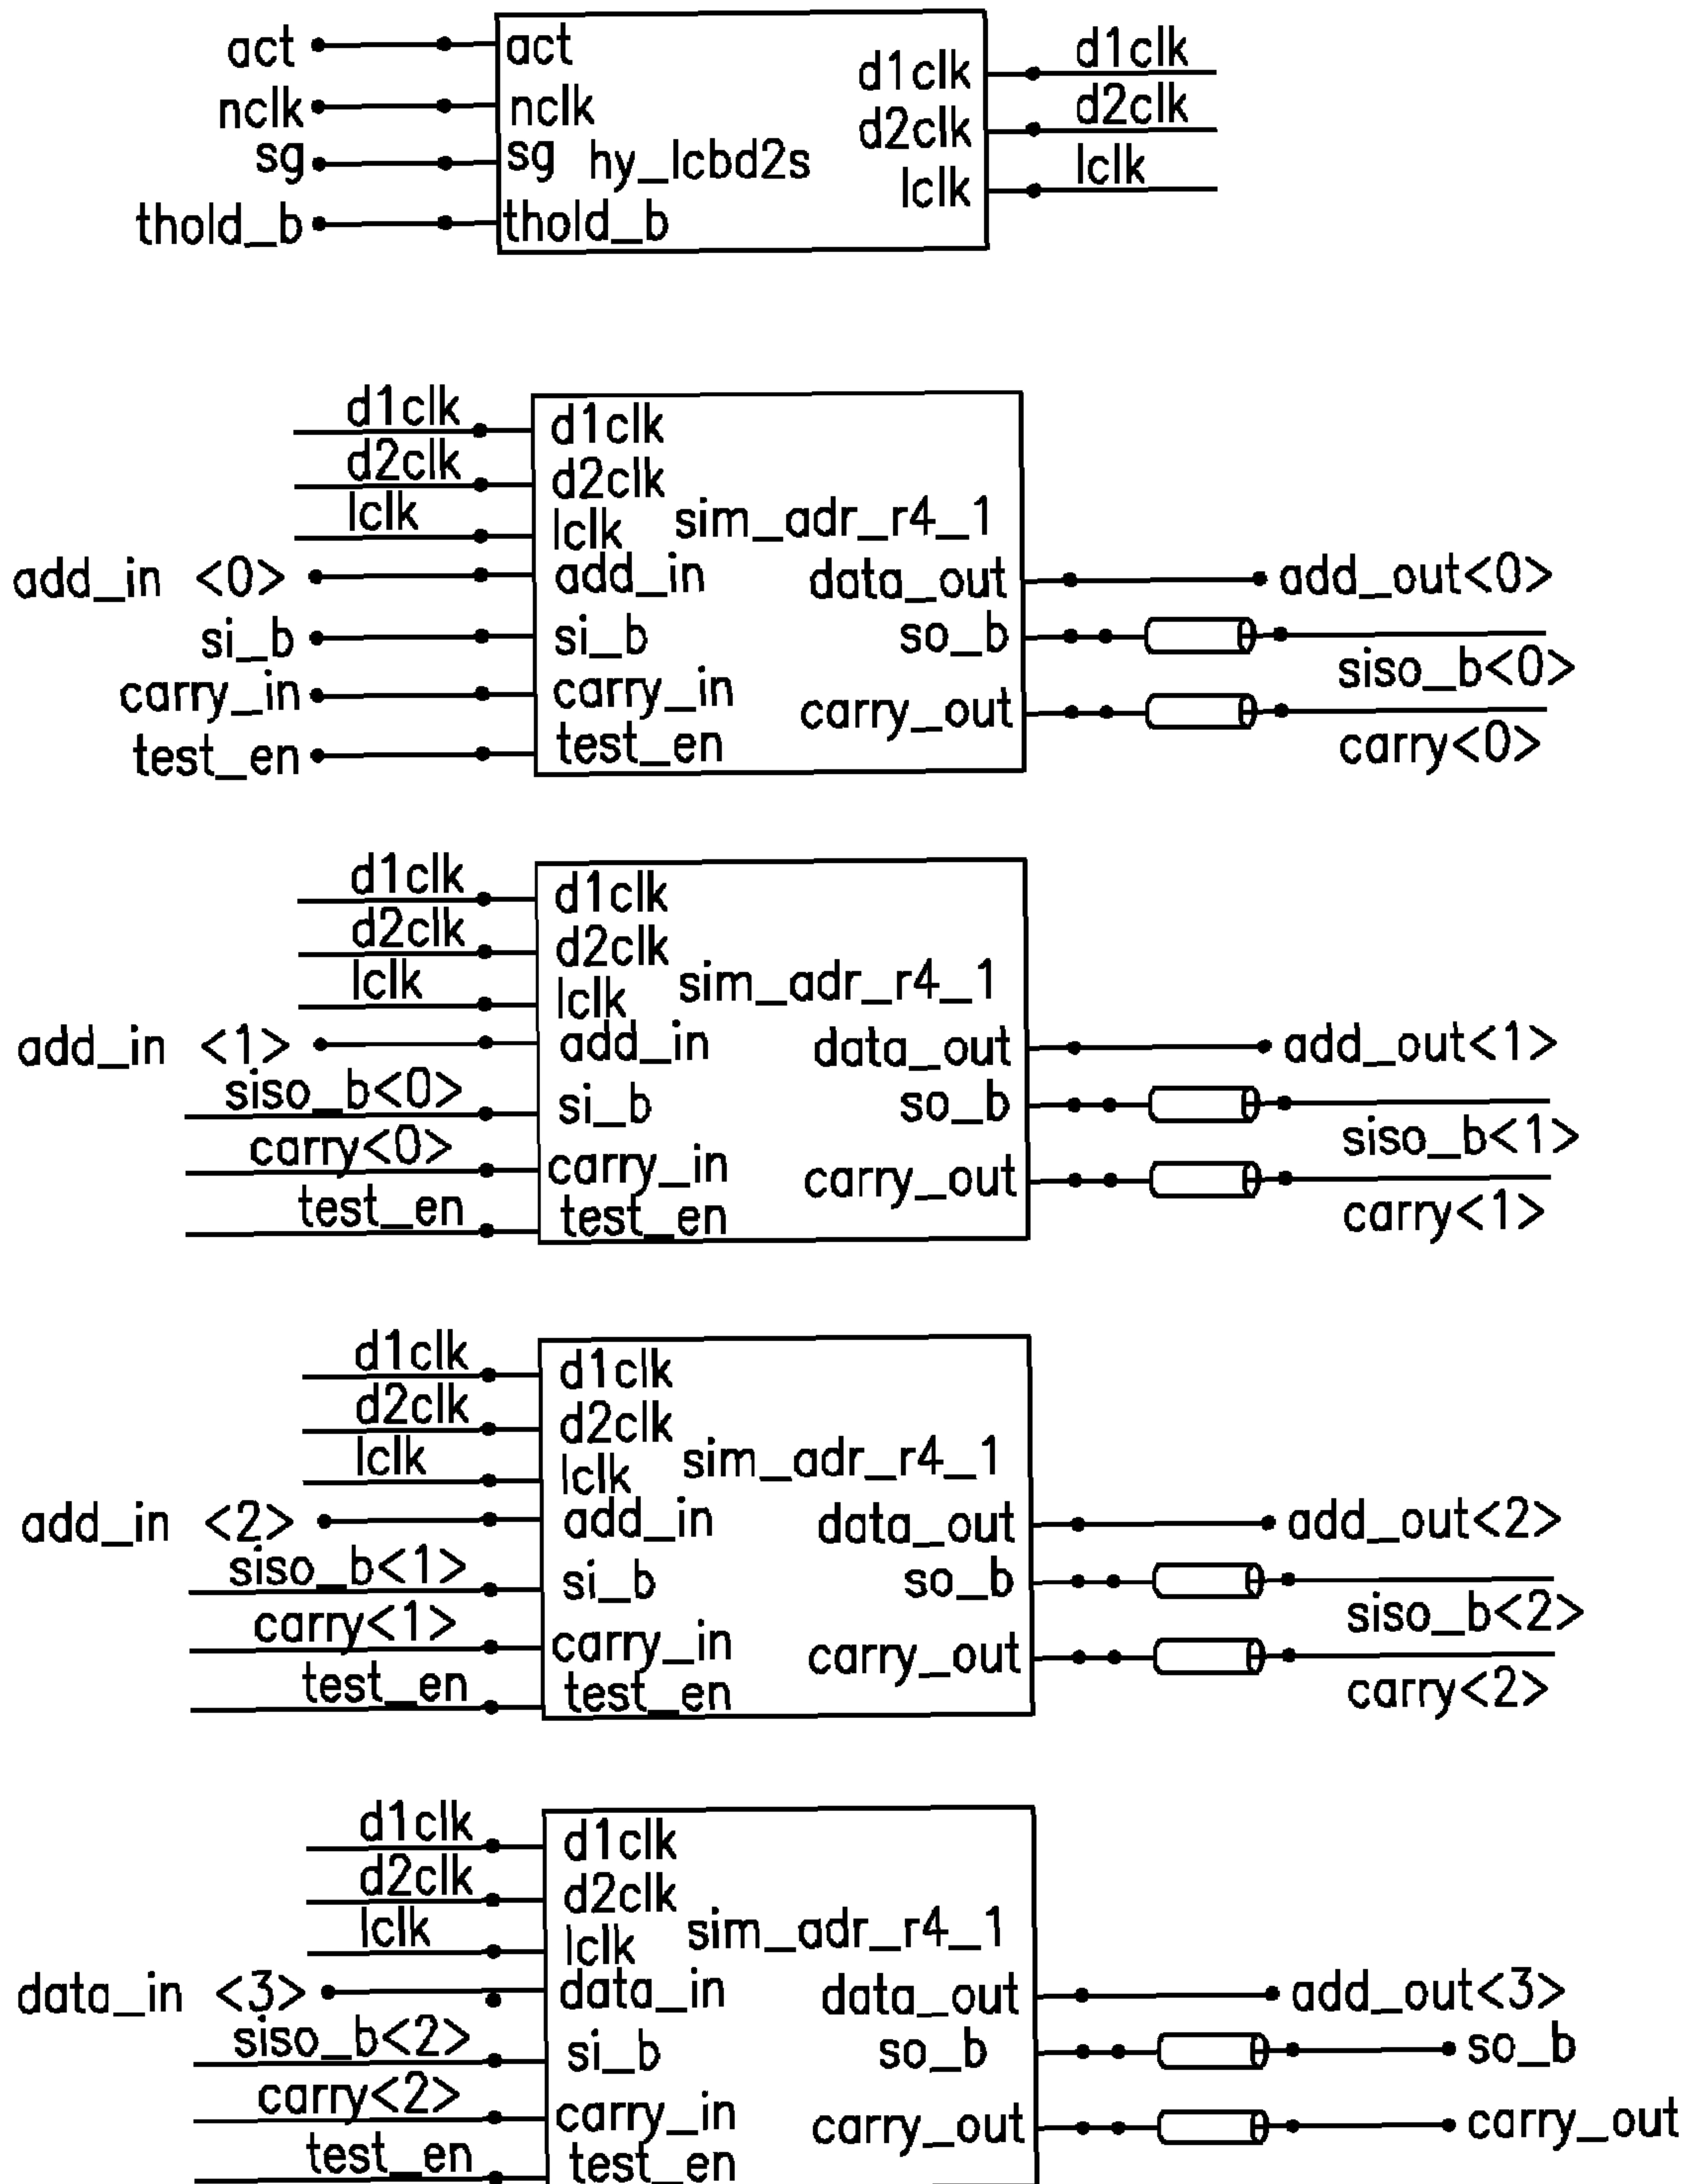 act act d1clk d1clk
nclk nclk d2clk d2clk
sg sg hy_lcbd2s lclk lclk
thold_b thold_b
d1clk d1clk
d2clk d2clk
lclk lclk sim_adr_r4_1
add_in <0> add_in data_out add_out<0>
si_b si_b so_b siso_b<0>
carry_in carry_in carry_out carry<0>
test_en test_en
d1clk d1clk
d2clk d2clk
lclk lclk sim_adr_r4_1
add_in <1> add_in data_out add_out<1>
siso_b<0> si_b so_b siso_b<1>
carry<0> carry_in carry_out carry<1>
test_en test_en
d1clk d1clk
d2clk d2clk
lclk lclk sim_adr_r4_1
add_in <2> add_in data_out add_out<2>
siso_b<1> si_b so_b siso_b<2>
carry<1> carry_in carry_out carry<2>
test_en test_en
d1clk d1clk
d2clk d2clk
lclk lclk sim_adr_r4_1
data_in <3> data_in data_out add_out<3>
siso_b<2> si_b so_b so_b
carry<2> carry_in carry_out carry_out
test_en test_en